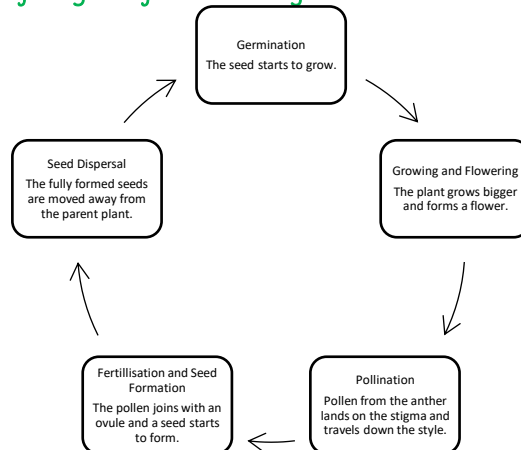 Germination
The seed starts to grow.
Growing and Flowering
The plant grows bigger
and forms a flower.
Pollination
Pollen from the anther
lands on the stigma and
travels down the style.
Fertillisation and Seed
Formation
The pollen joins with an
ovule and a seed starts
to form.
Seed Dispersal
The fully formed seeds
are moved away from
the parent plant.